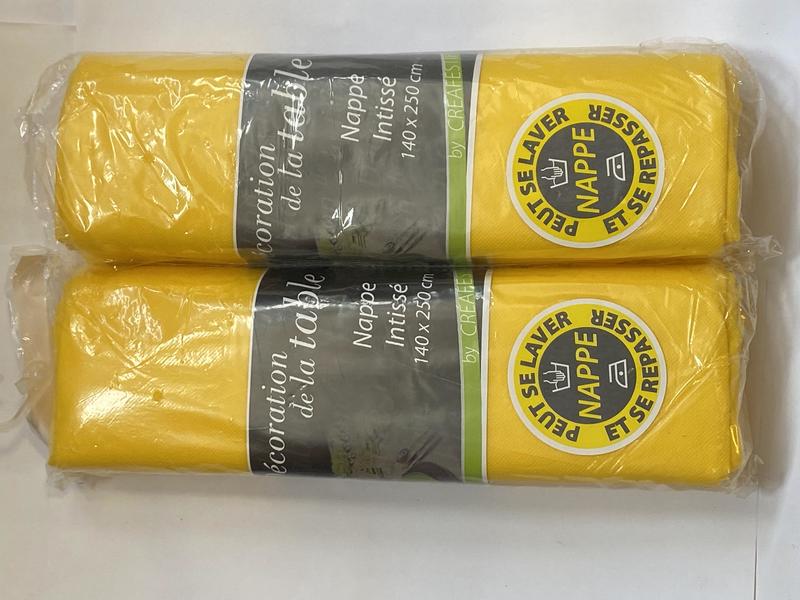 écoration
de la table
Nappe
Intissé
140 x 250 cm
by CREAFEST
PEUT SE LAVER
NAPPE
ET SE REPASSER
écoration
de la table
Nappe
Intissé
140 x 250 cm
by CREAFES
PEUT SE LAVER
NAPPE
ET SE REPASSER